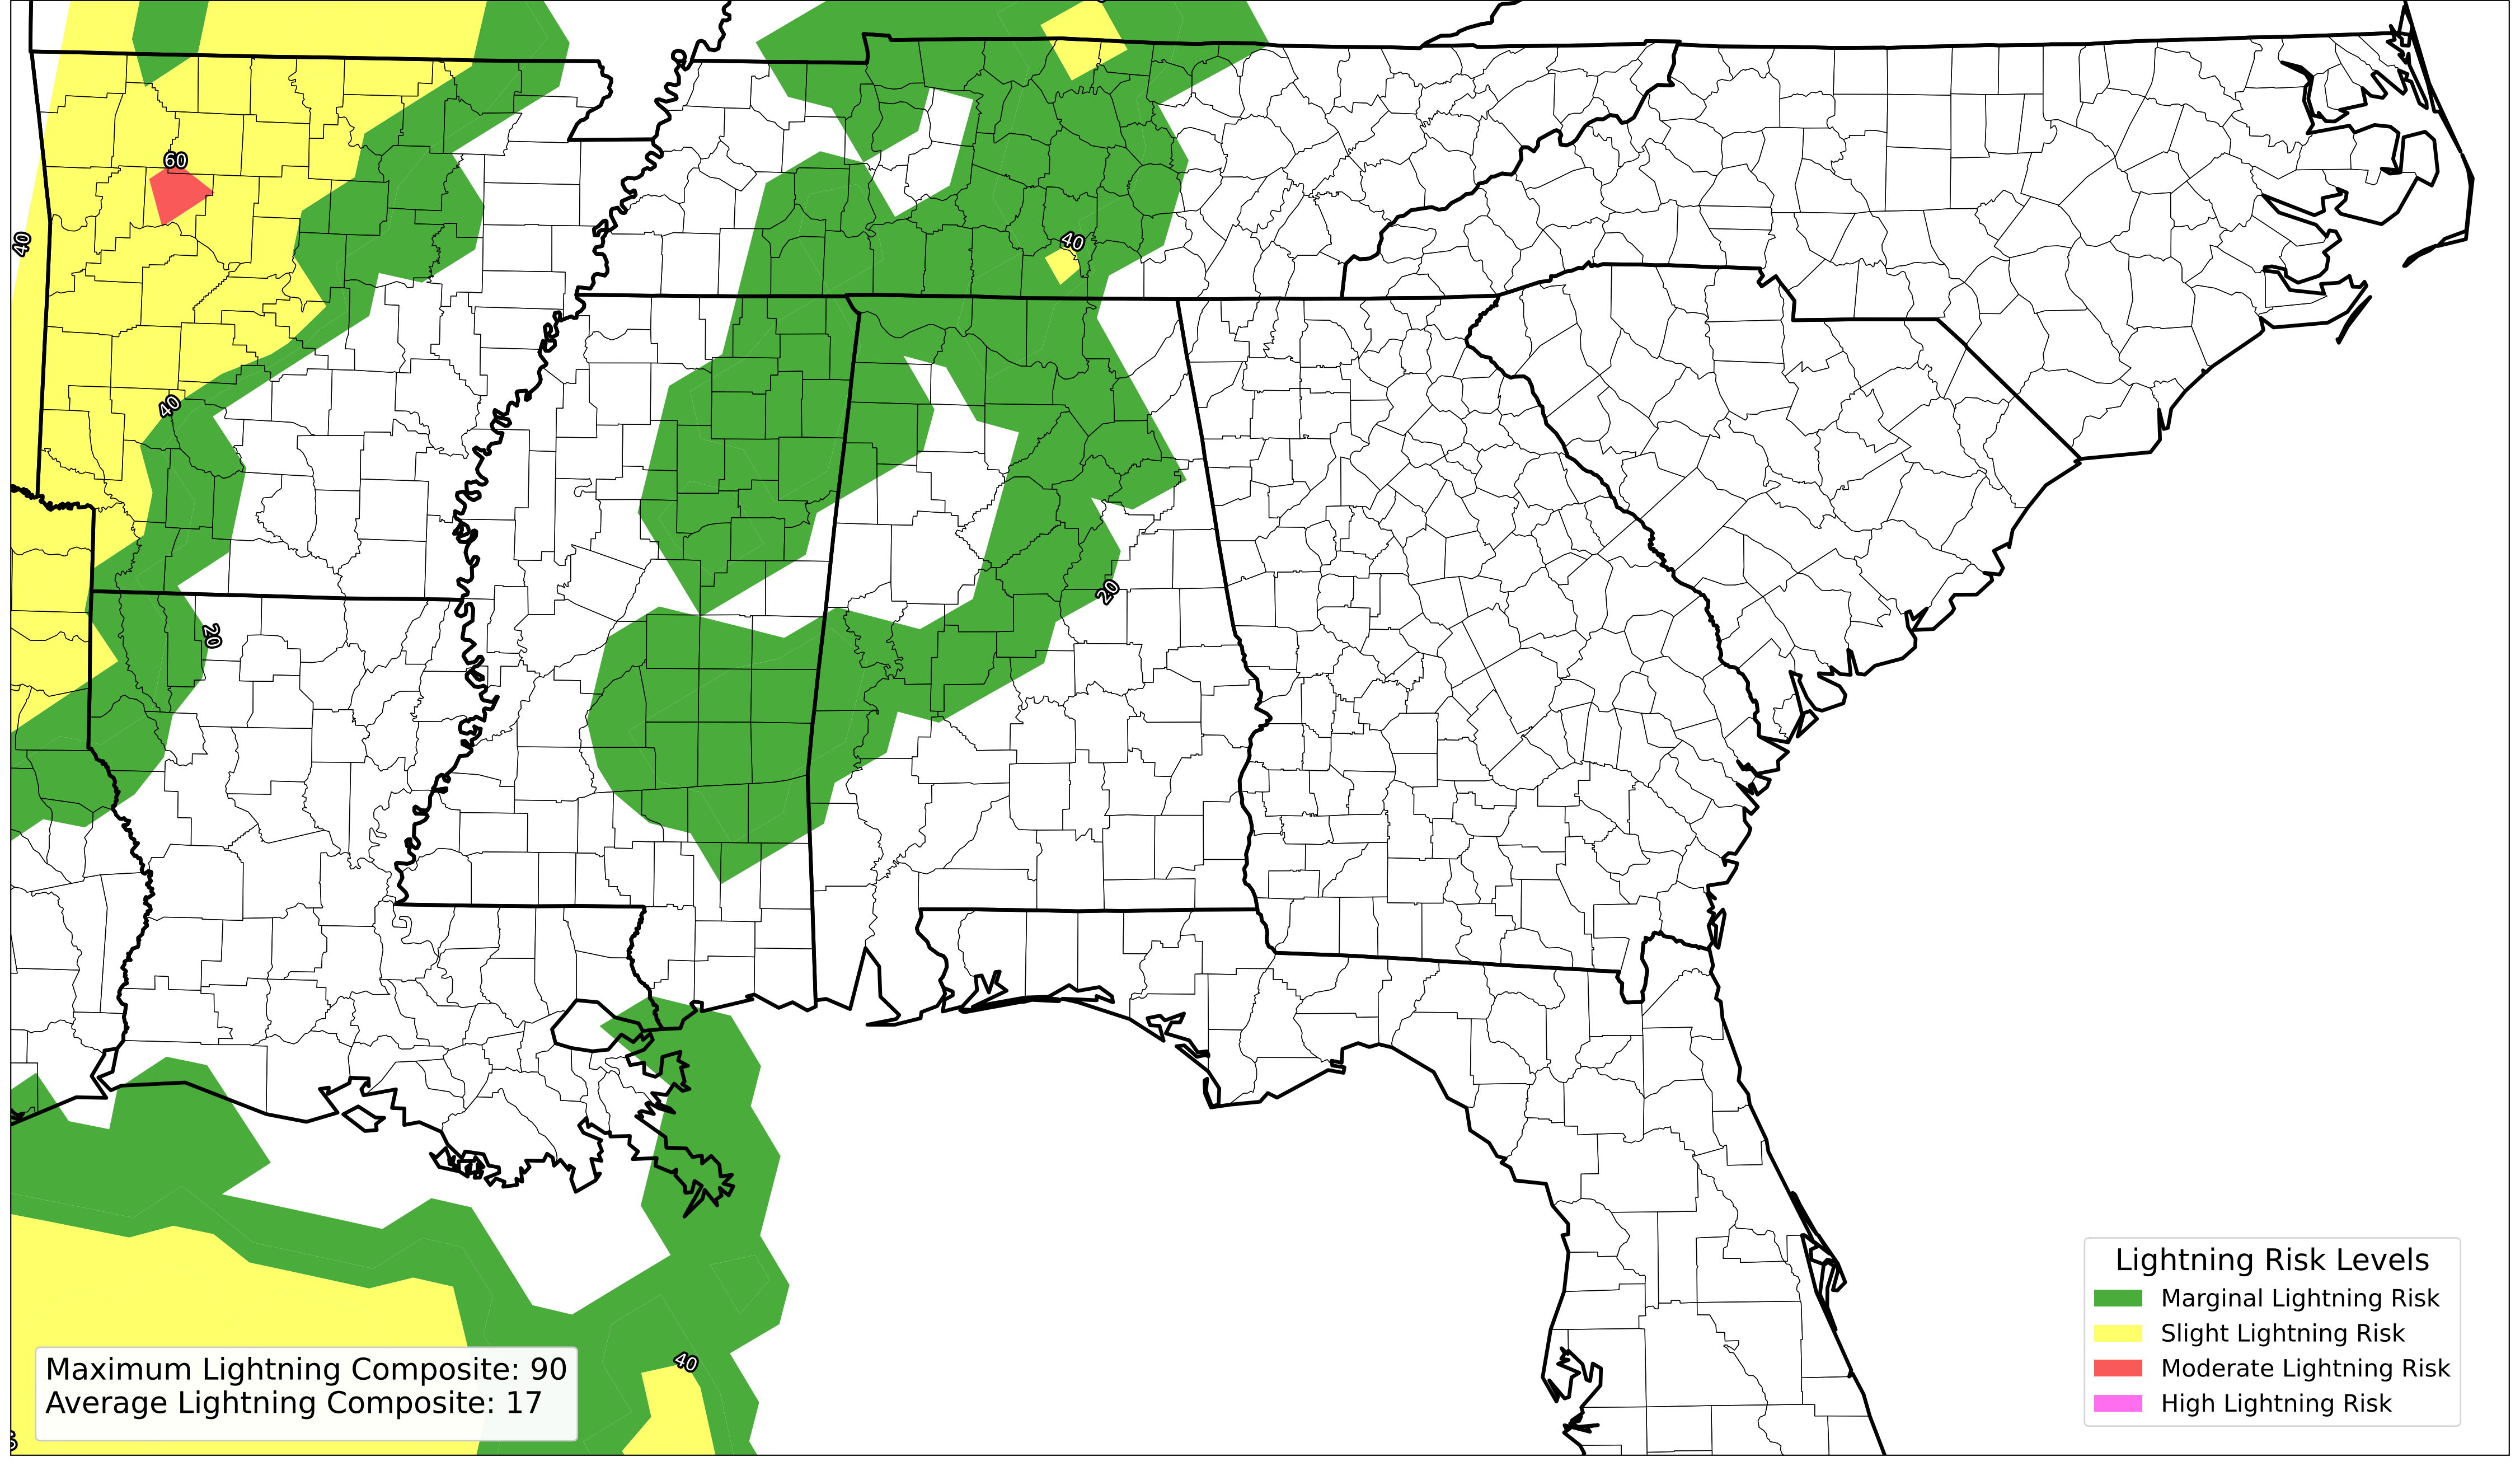 60
40
40
40
20
20
40
Lightning Risk Levels
Marginal Lightning Risk
Slight Lightning Risk
Moderate Lightning Risk
High Lightning Risk
Maximum Lightning Composite: 90
Average Lightning Composite: 17